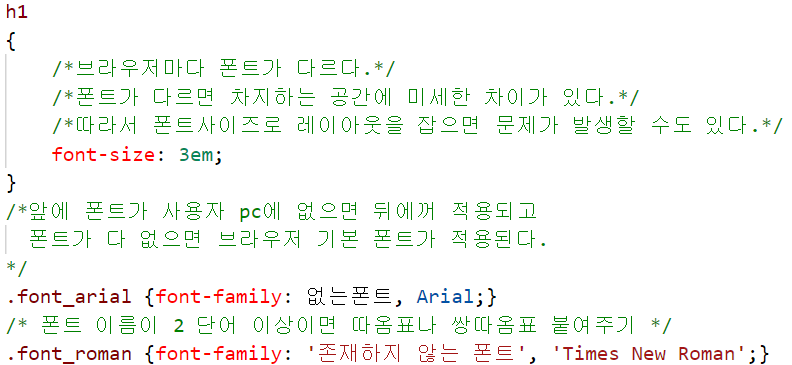 h1
{
/*브라우저마다 폰트가 다르다.*/
/*폰트가 다르면 차지하는 공간에 미세한 차이가 있다.*/
/*따라서 폰트사이즈로 레이아웃을 잡으면 문제가 발생할 수도 있다.*/
font-size: 3em;
}
/*앞에 폰트가 사용자 pc에 없으면 뒤에꺼 적용되고
폰트가 다 없으면 브라우저 기본 폰트가 적용된다.
*/
.font_arial {font-family: 없는폰트, Arial;}
/* 폰트 이름이 2 단어 이상이면 따옴표나 쌍따옴표 붙여주기 */
.font_roman {font-family: '존재하지 않는 폰트', 'Times New Roman';}